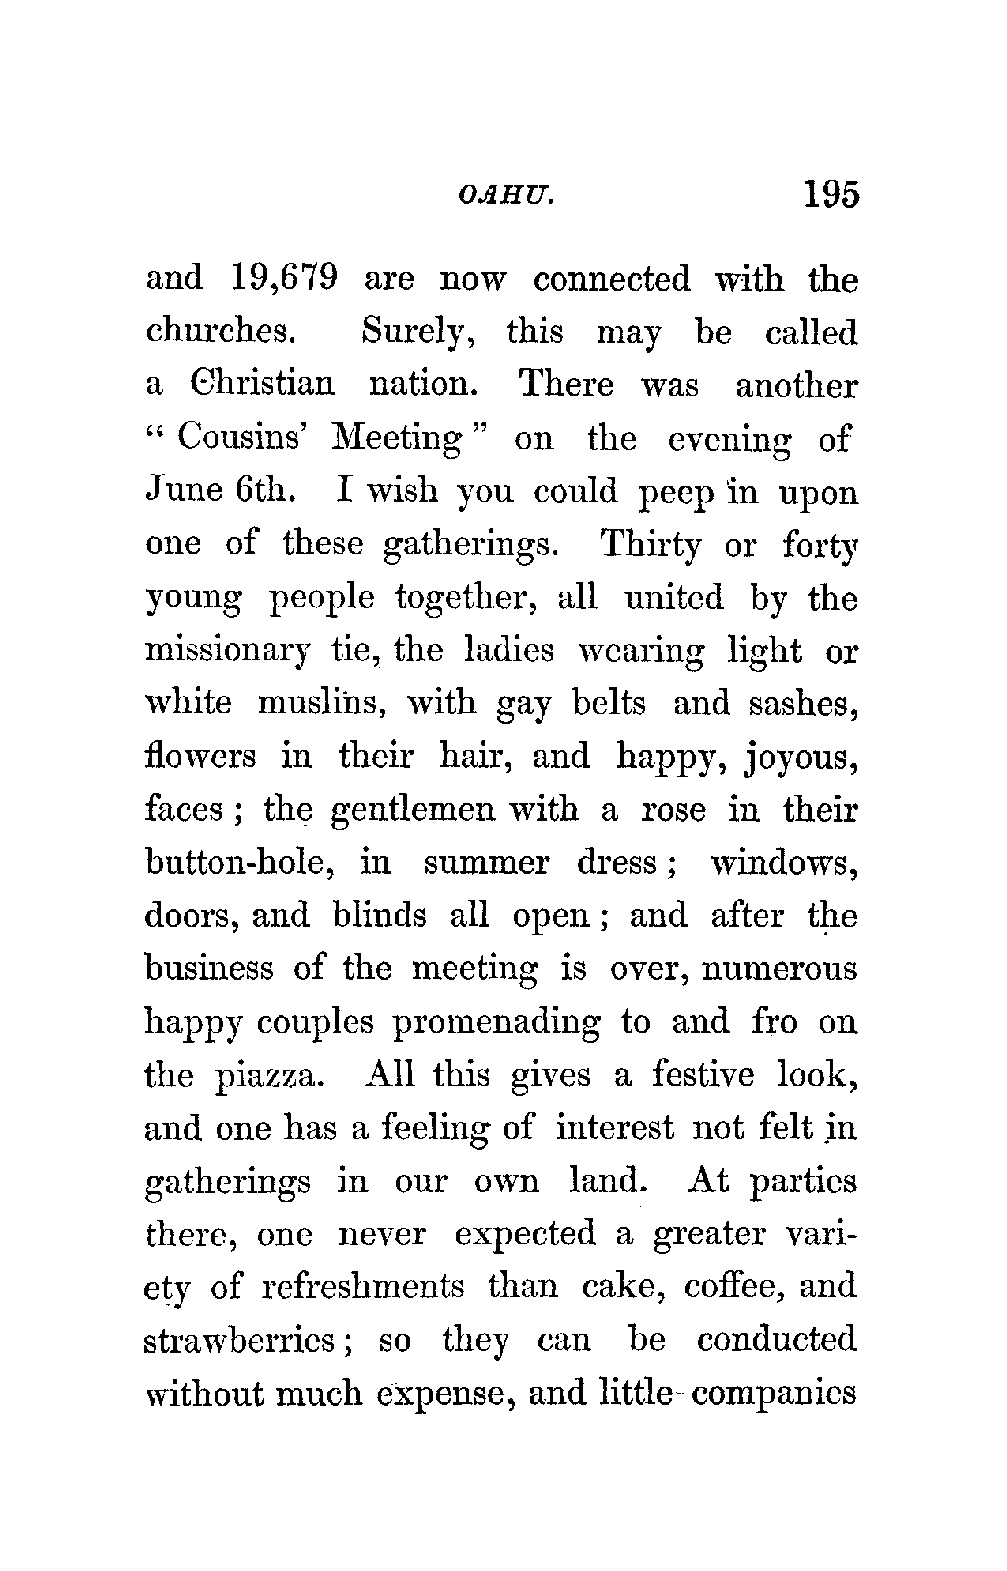 OAHU. 195
and 19,679 are now connected with the
churches. Surely, this may be called
a Christian nation. There was another
“ Cousins’ Meeting ” on the evening of
June 6th. I wish you could peep in upon
one of these gatherings. Thirty or forty
young people together, all united by the
missionary tie, the ladies wearing light or
white muslins, with gay belts and sashes,
flowers in their hair, and happy, joyous,
faces ; the gentlemen with a rose in their
button-hole, in summer dress ; windows,
doors, and blinds all open ; and after the
business of the meeting is over, numerous
happy couples promenading to and fro on
the piazza. All this gives a festive look,
and one has a feeling of interest not felt in
gatherings in our own land. At parties
there, one never expected a greater vari-
ety of refreshments than cake, coffee, and
strawberries ; so they can be conducted
without much expense, and little companies